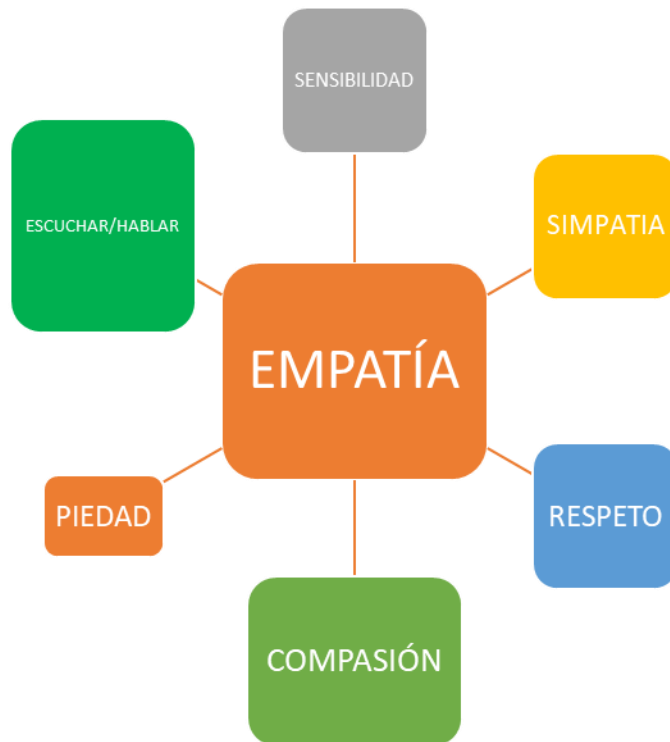 SENSIBILIDAD
ESCUCHAR/HABLAR
SIMPATIA
EMPATÍA
PIEDAD
RESPETO
COMPASIÓN